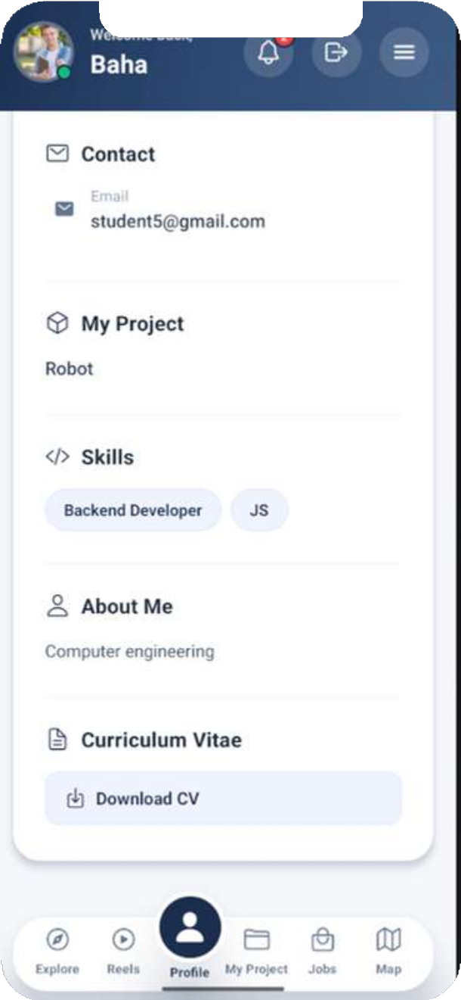 Welcome back,
Baha
Contact
Email
student5@gmail.com
My Project
Robot
Skills
Backend Developer
JS
About Me
Computer engineering
Curriculum Vitae
Download CV
Explore
Reels
Profile
My Project
Jobs
Map